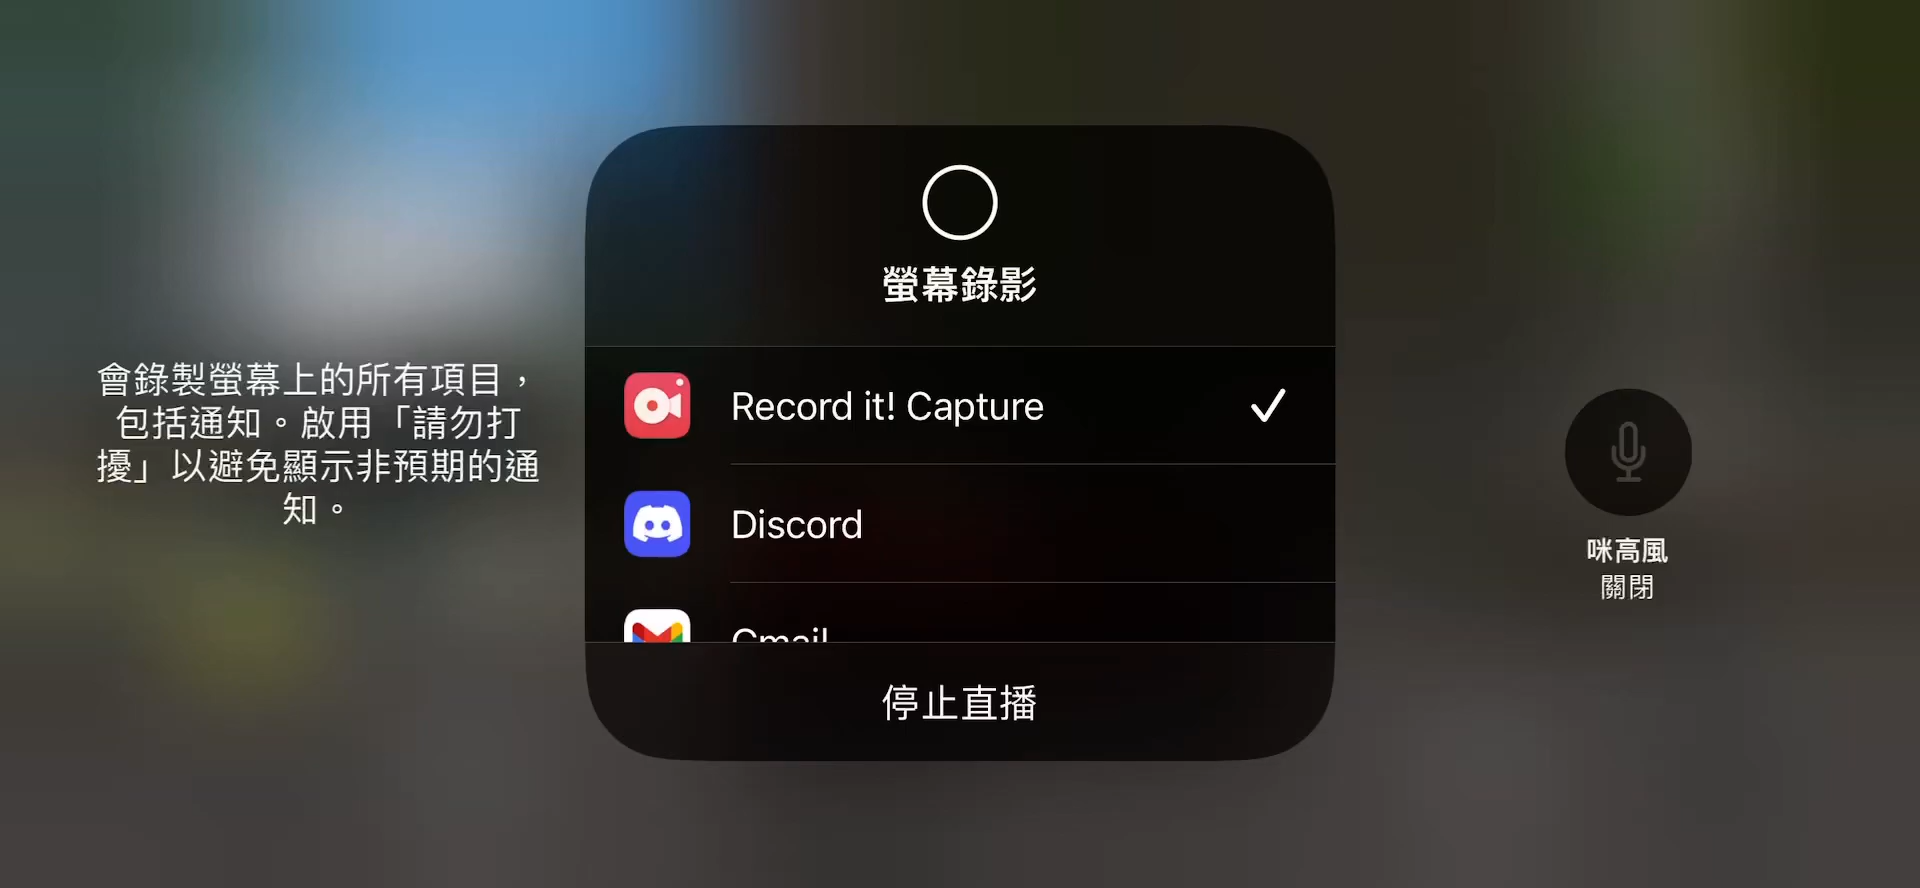 會錄製螢幕上的所有項目，
包括通知。啟用「請勿打
擾」以避免顯示非預期的通
知。
螢幕錄影
Record it! Capture
Discord
Gmail
停止直播
咪高風
關閉